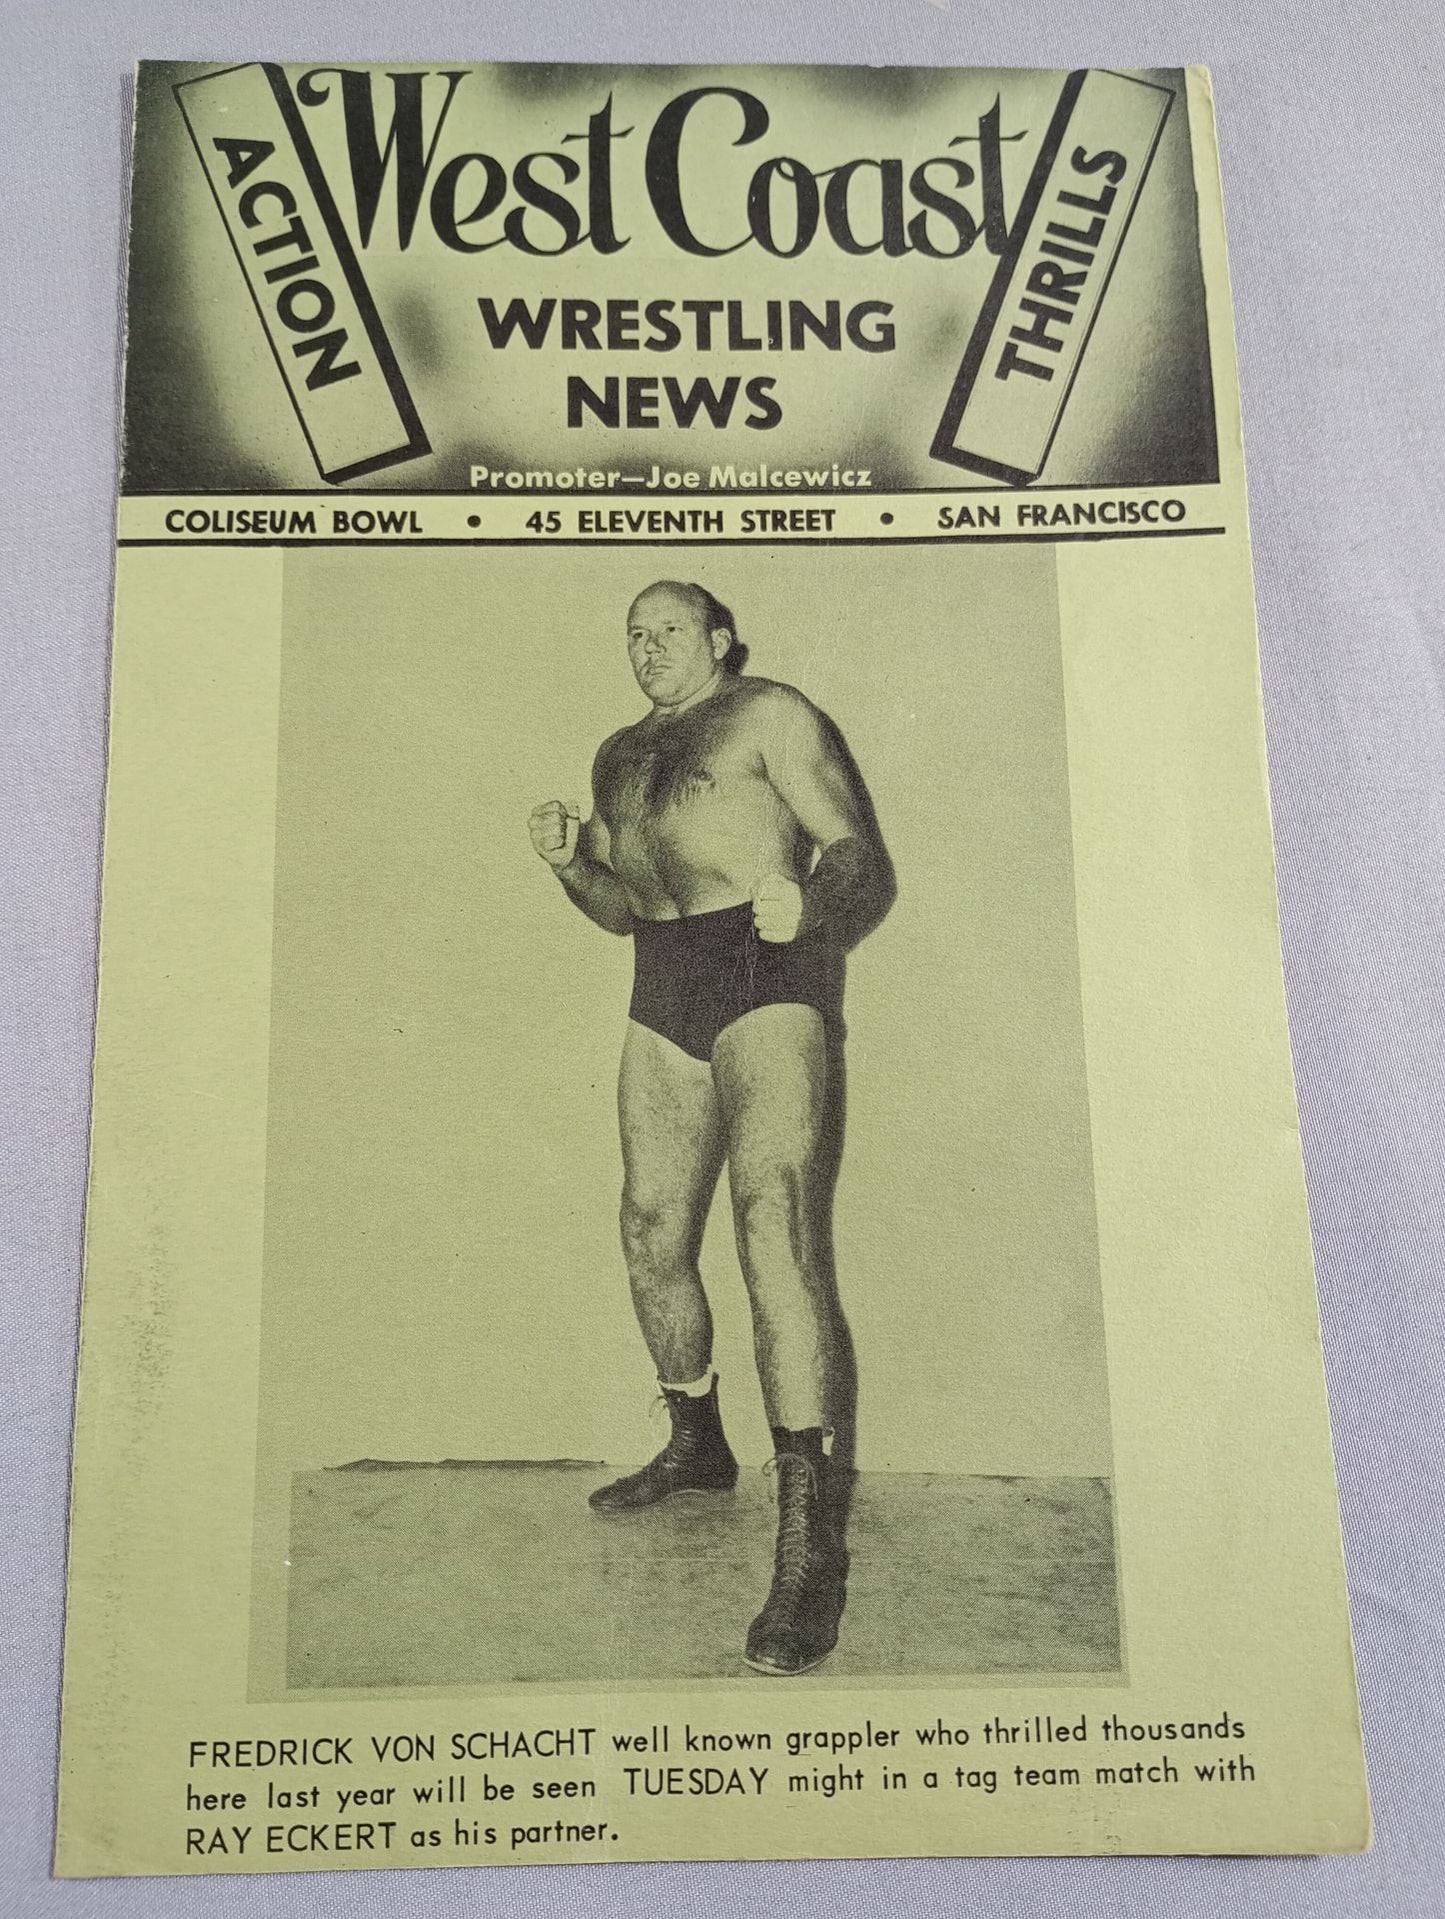 ACTION
West Coast
THRILLS
WRESTLING
NEWS
Promoter—Joe Malcewicz
COLISEUM BOWL • 45 ELEVENTH STREET • SAN FRANCISCO
FREDRICK VON SCHACHT well known grappler who thrilled thousands
here last year will be seen TUESDAY might in a tag team match with
RAY ECKERT as his partner.